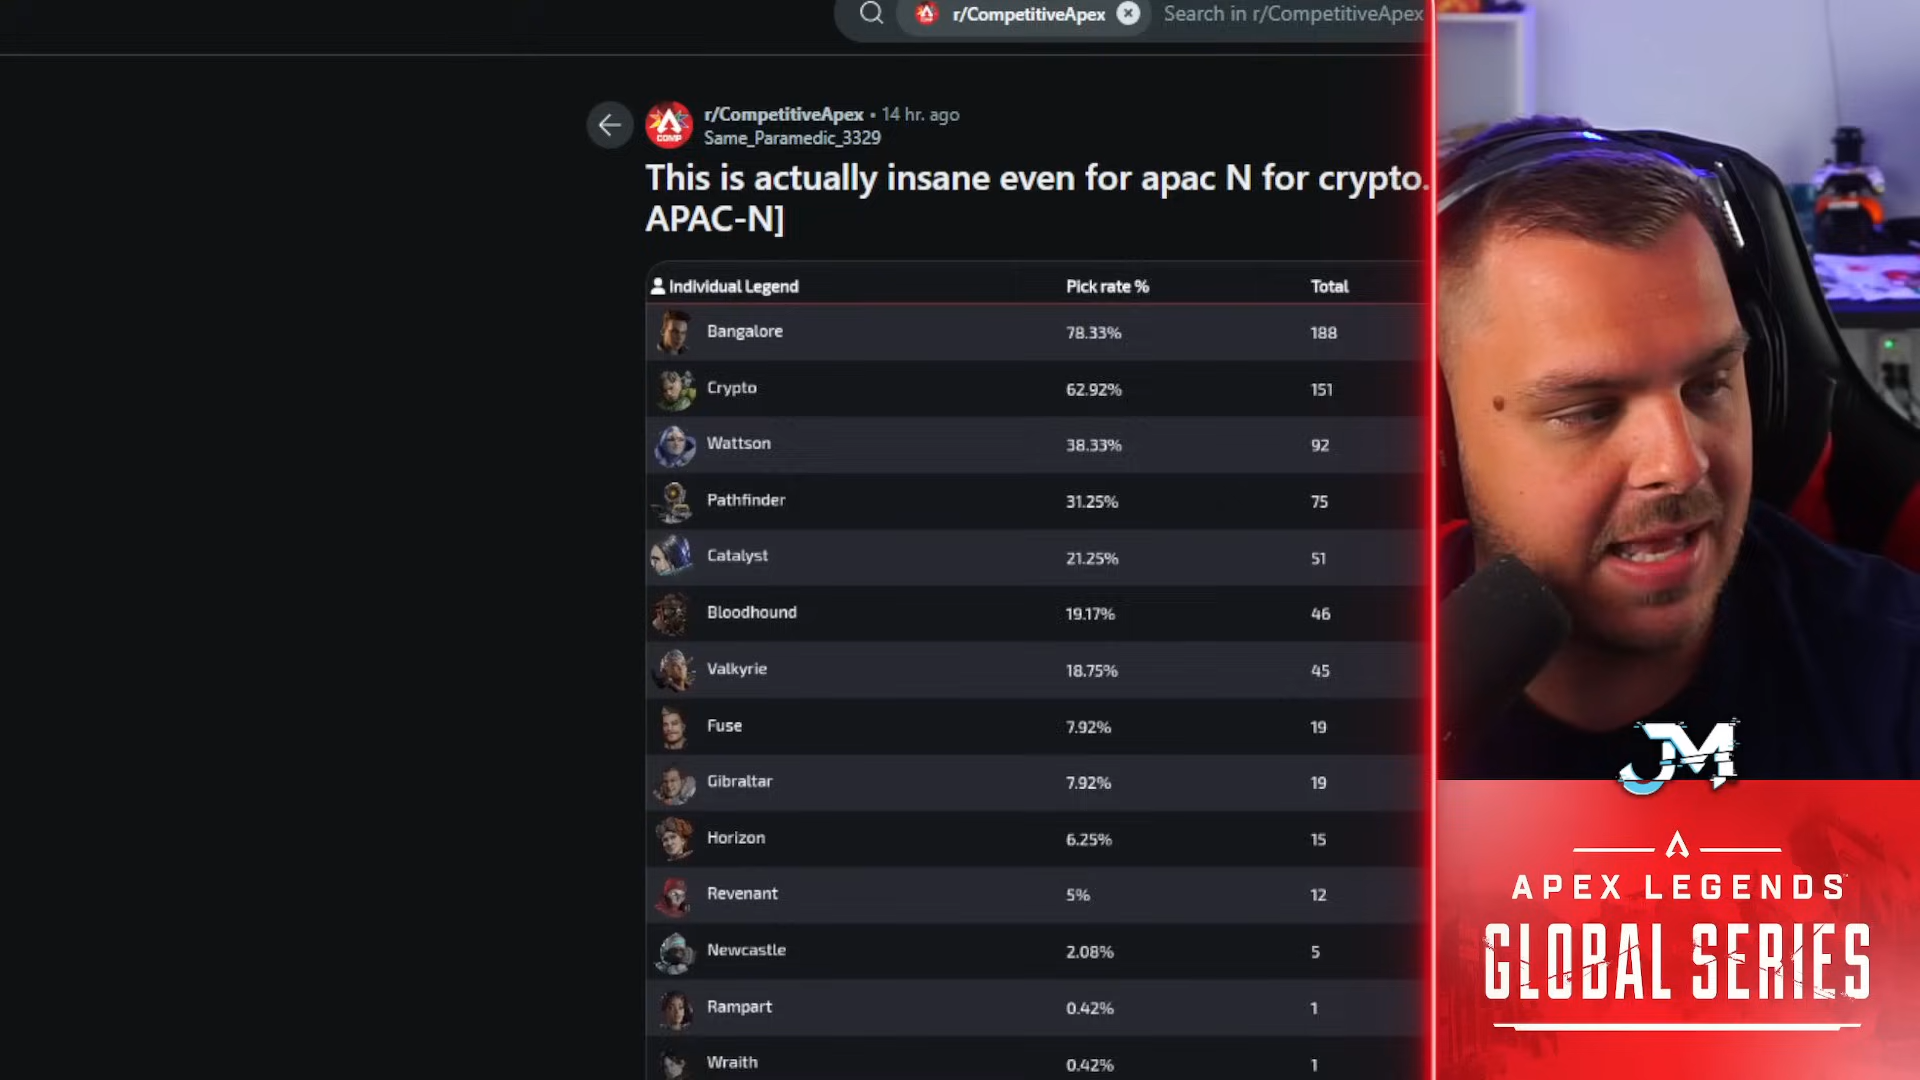 r/CompetitiveApex Search in r/CompetitiveApex
r/CompetitiveApex • 14 hr. ago
Same_Paramedic_3329
This is actually insane even for apac N for crypto.
APAC-N]
Individual Legend Pick rate % Total
Bangalore 78.33% 188
Crypto 62.92% 151
Wattson 38.33% 92
Pathfinder 31.25% 75
Catalyst 21.25% 51
Bloodhound 19.17% 46
Valkyrie 18.75% 45
Fuse 7.92% 19
Gibraltar 7.92% 19
Horizon 6.25% 15
Revenant 5% 12
Newcastle 2.08% 5
Rampart 0.42% 1
Wraith 0.42% 1
COMP
JM
APEX LEGENDS
GLOBAL SERIES